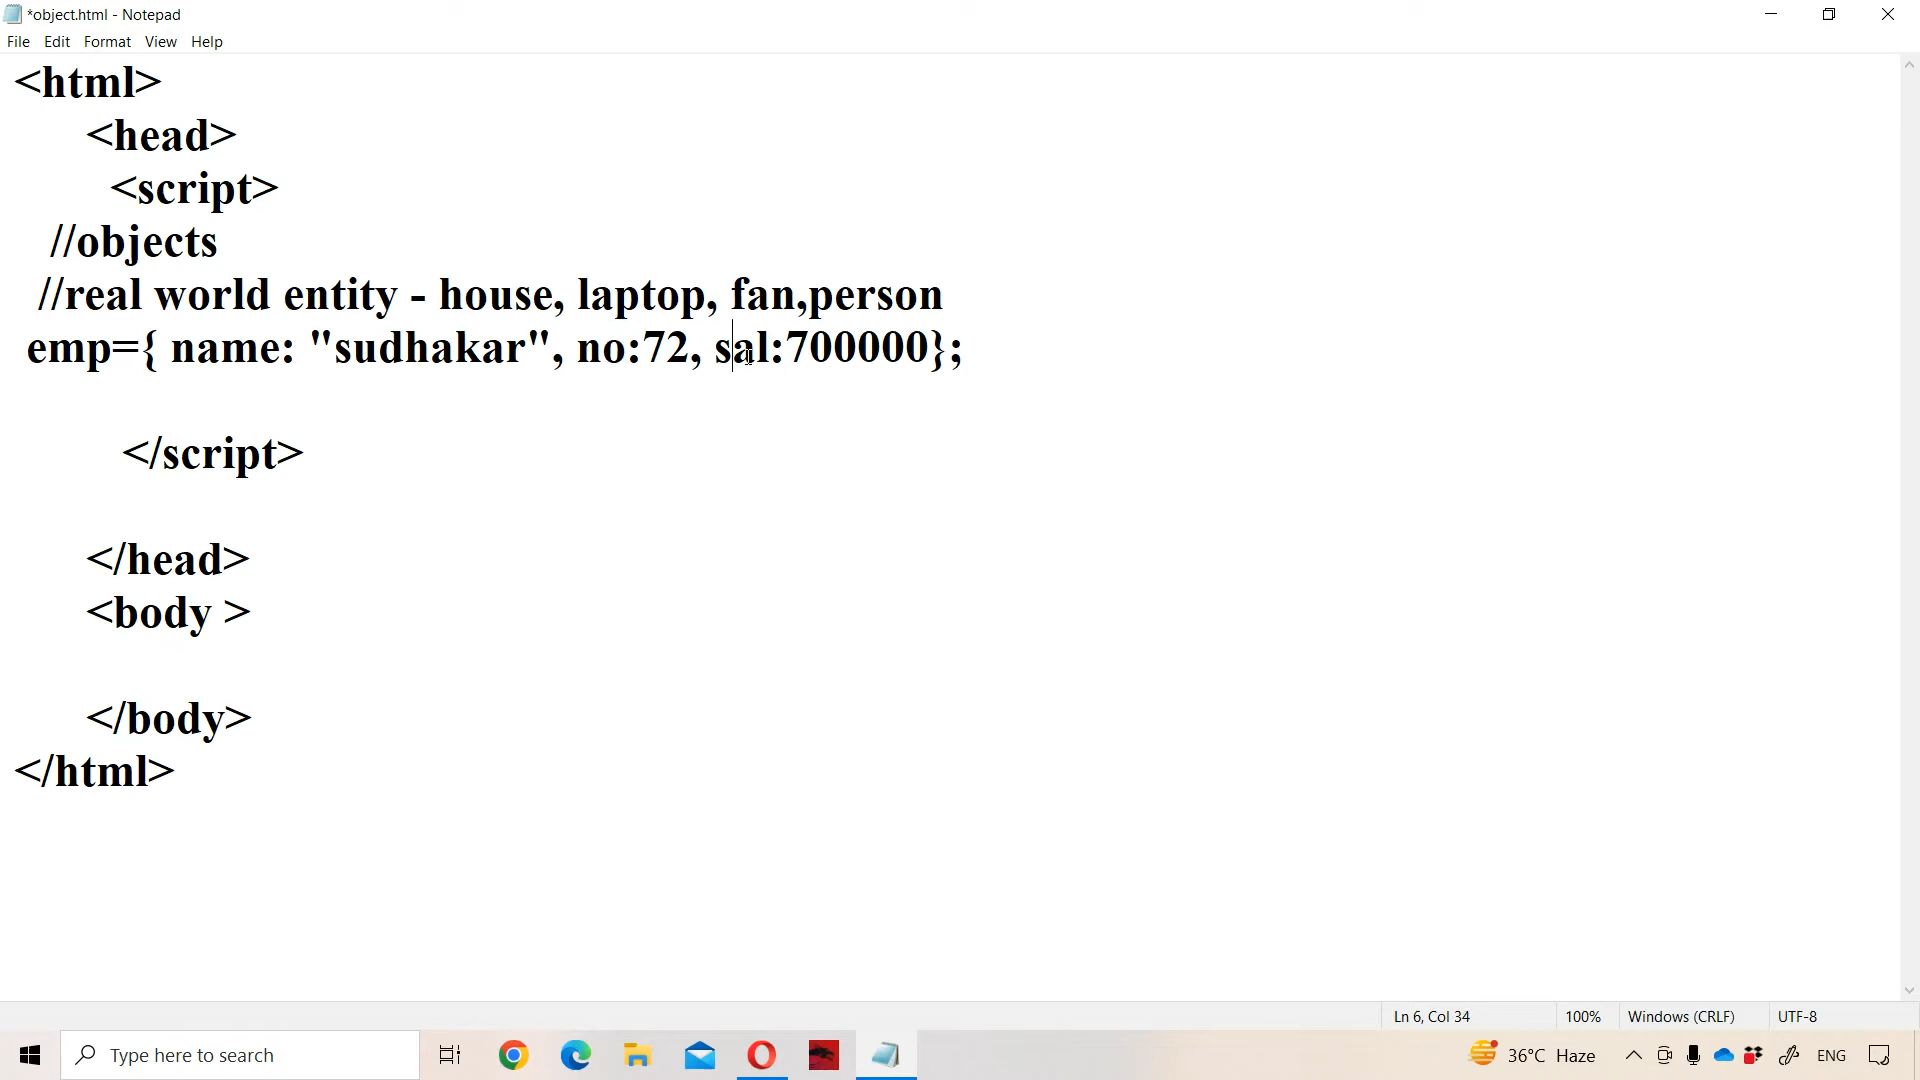 *object.html - Notepad
File Edit Format View Help
<html>
<head>
<script>
//objects
//real world entity - house, laptop, fan,person
emp={ name: "sudhakar", no:72, sal:700000};
</script>
</head>
<body >
</body>
</html>
Ln 6, Col 34 100% Windows (CRLF) UTF-8
Type here to search 36°C Haze ENG